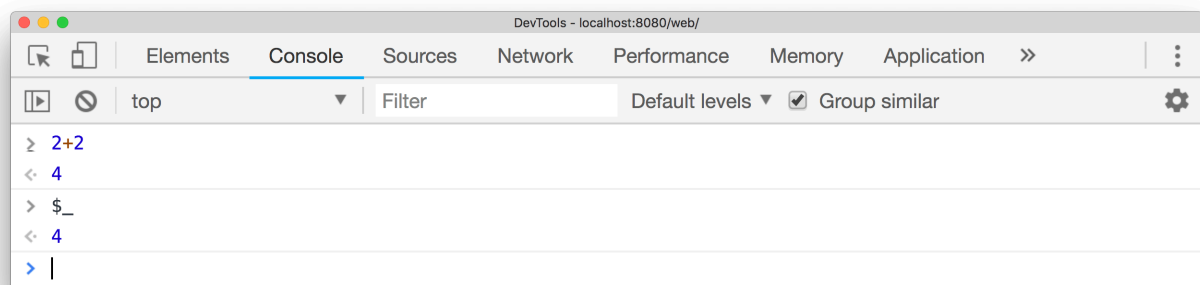 DevTools - localhost:8080/web/
Elements Console Sources Network Performance Memory Application »
top ▼ Filter Default levels ▼ Group similar
> 2+2
4
> $_
4
>